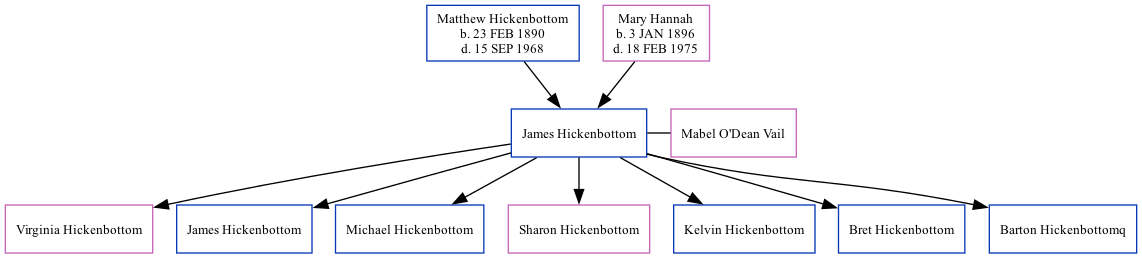 Matthew Hickenbottom
b. 23 FEB 1890
d. 15 SEP 1968
Mary Hannah
b. 3 JAN 1896
d. 18 FEB 1975
James Hickenbottom
Mabel O'Dean Vail
Virginia Hickenbottom
James Hickenbottom
Michael Hickenbottom
Sharon Hickenbottom
Kelvin Hickenbottom
Bret Hickenbottom
Barton Hickenbottomq